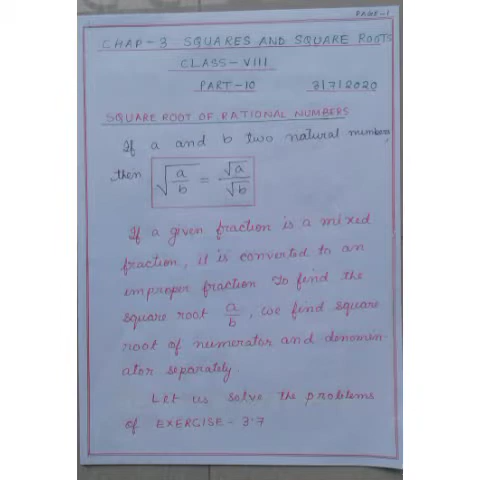 PAGE-1
CHAP-3 SQUARES AND SQUARE ROOTS
CLASS-VIII
PART-10 3/7/2020
SQUARE ROOT OF RATIONAL NUMBERS
If a and b two natural numbers
then √(a/b) = √a/√b
If a given fraction is a mixed
fraction, it is converted to an
improper fraction To find the
square root a/b, we find square
root of numerator and denomin-
ator separately.
Let us solve the problems
of EXERCISE-3.7